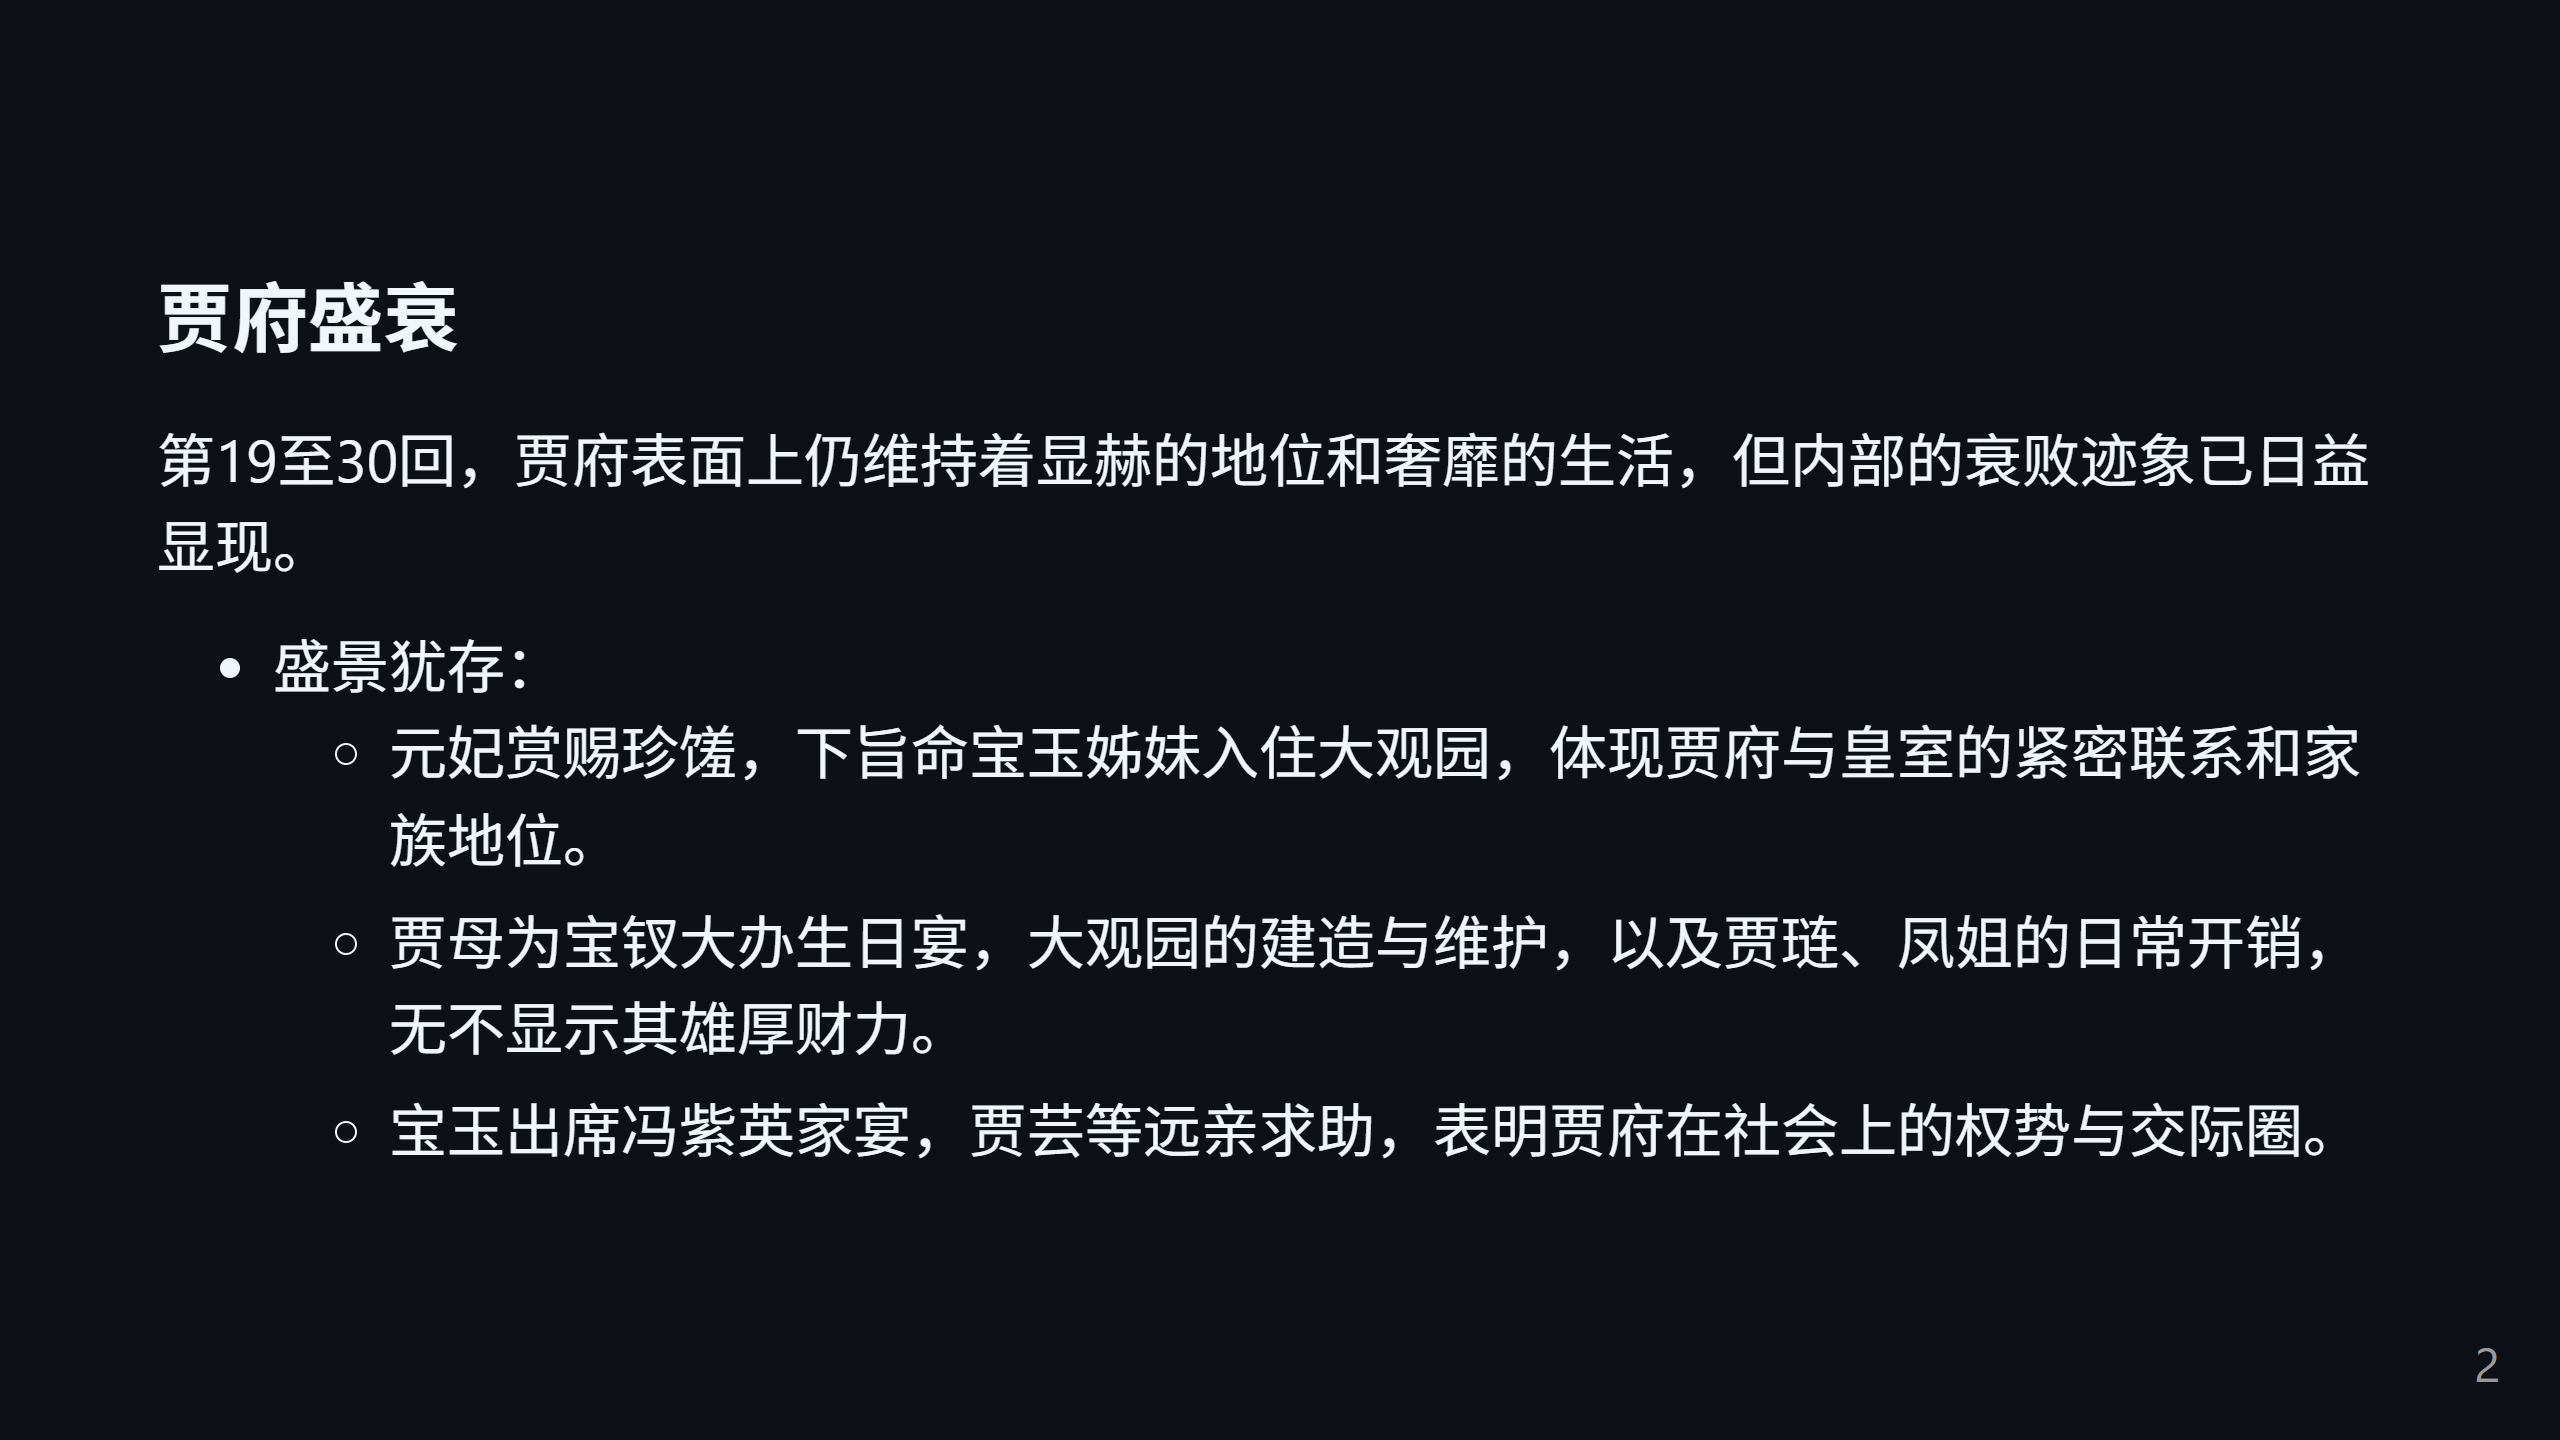 贾府盛衰
第19至30回，贾府表面上仍维持着显赫的地位和奢靡的生活，但内部的衰败迹象已日益
显现。
• 盛景犹存：
○ 元妃赏赐珍馐，下旨命宝玉姊妹入住大观园，体现贾府与皇室的紧密联系和家
族地位。
○ 贾母为宝钗大办生日宴，大观园的建造与维护，以及贾琏、凤姐的日常开销，
无不显示其雄厚财力。
○ 宝玉出席冯紫英家宴，贾芸等远亲求助，表明贾府在社会上的权势与交际圈。
2